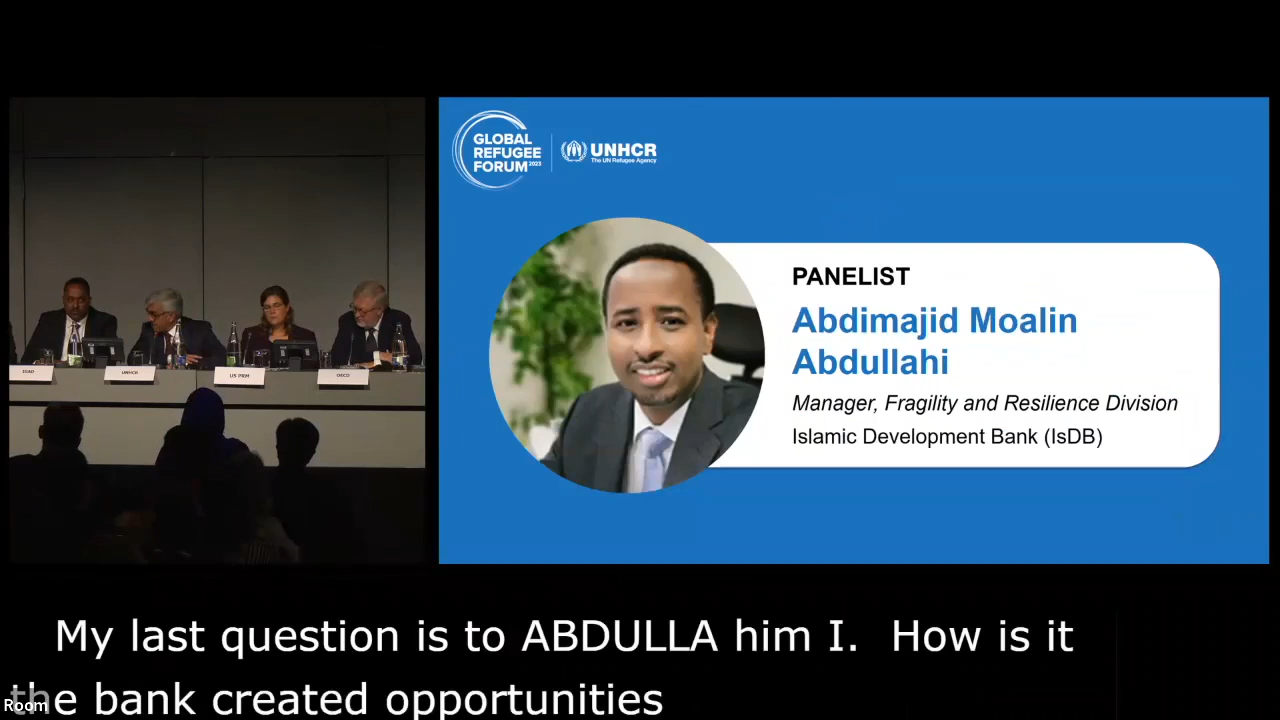 GLOBAL
REFUGEE
FORUM 2023
UNHCR
The UN Refugee Agency
PANELIST
Abdimajid Moalin
Abdullahi
Manager, Fragility and Resilience Division
Islamic Development Bank (IsDB)
UNHCR
US PRM
OECD
My last question is to ABDULLA him I. How is it
the bank created opportunities
Room